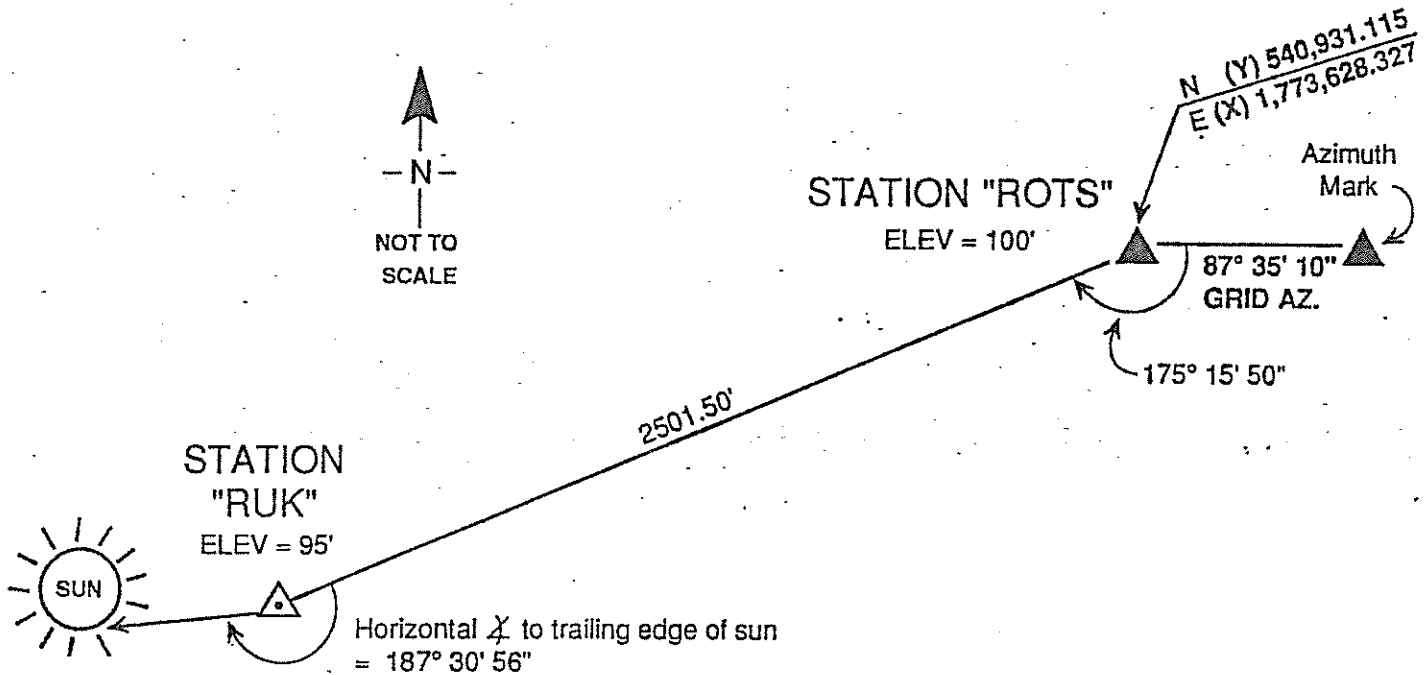 N (Y) 540,931.115
E (X) 1,773,628.327
Azimuth
Mark
N
NOT TO
SCALE
STATION "ROTS"
ELEV = 100'
87° 35' 10"
GRID AZ.
175° 15' 50"
2501.50'
STATION
"RUK"
ELEV = 95'
SUN
Horizontal ∡ to trailing edge of sun
= 187° 30' 56"